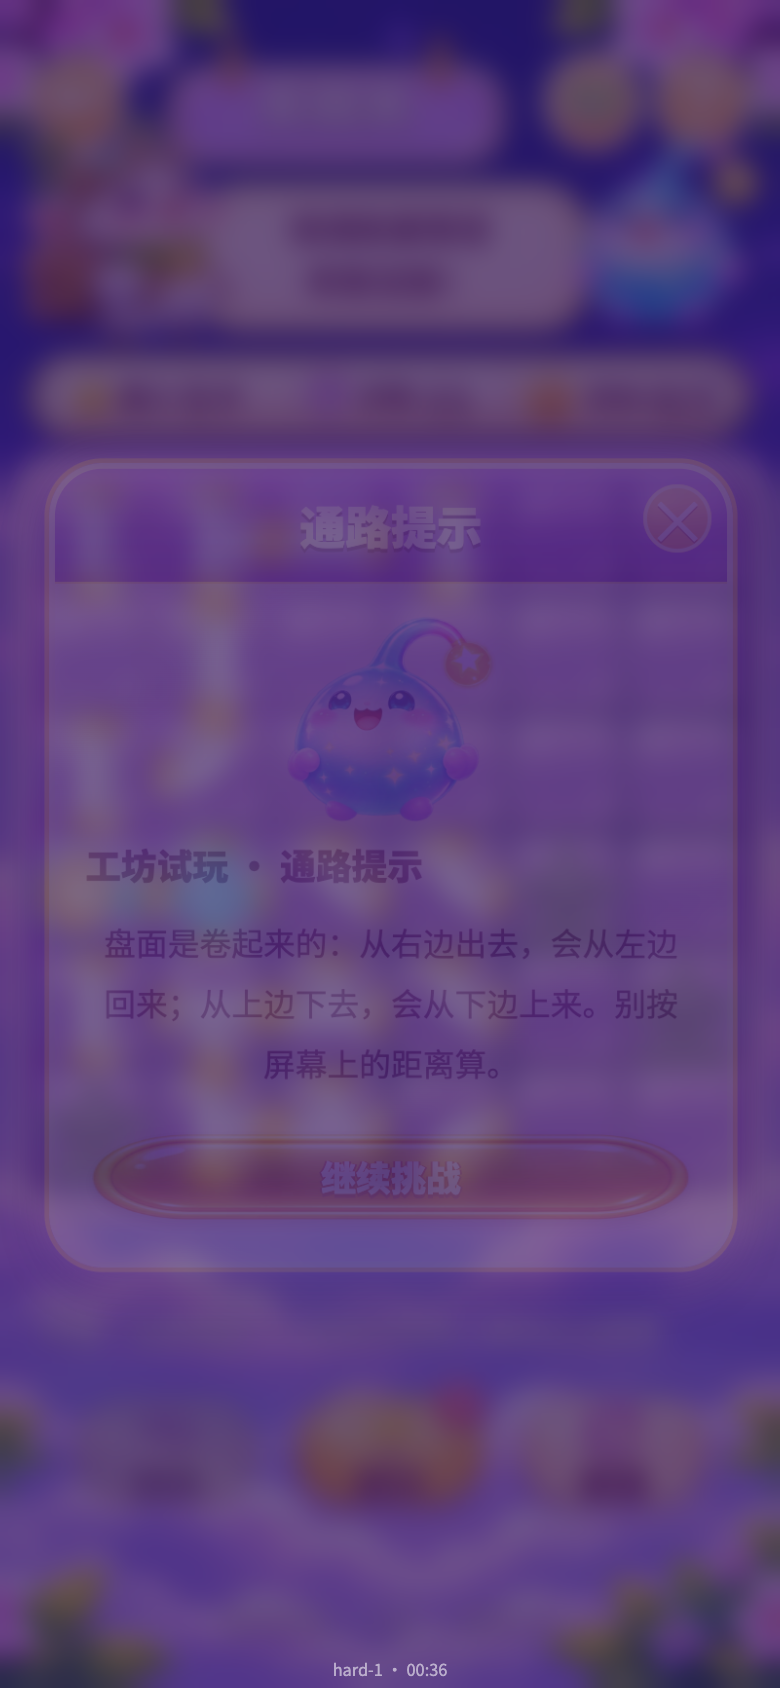 通路提示
工坊试玩 · 通路提示
盘面是卷起来的：从右边出去，会从左边
回来；从上边下去，会从下边上来。别按
屏幕上的距离算。
继续挑战
hard-1 · 00:36